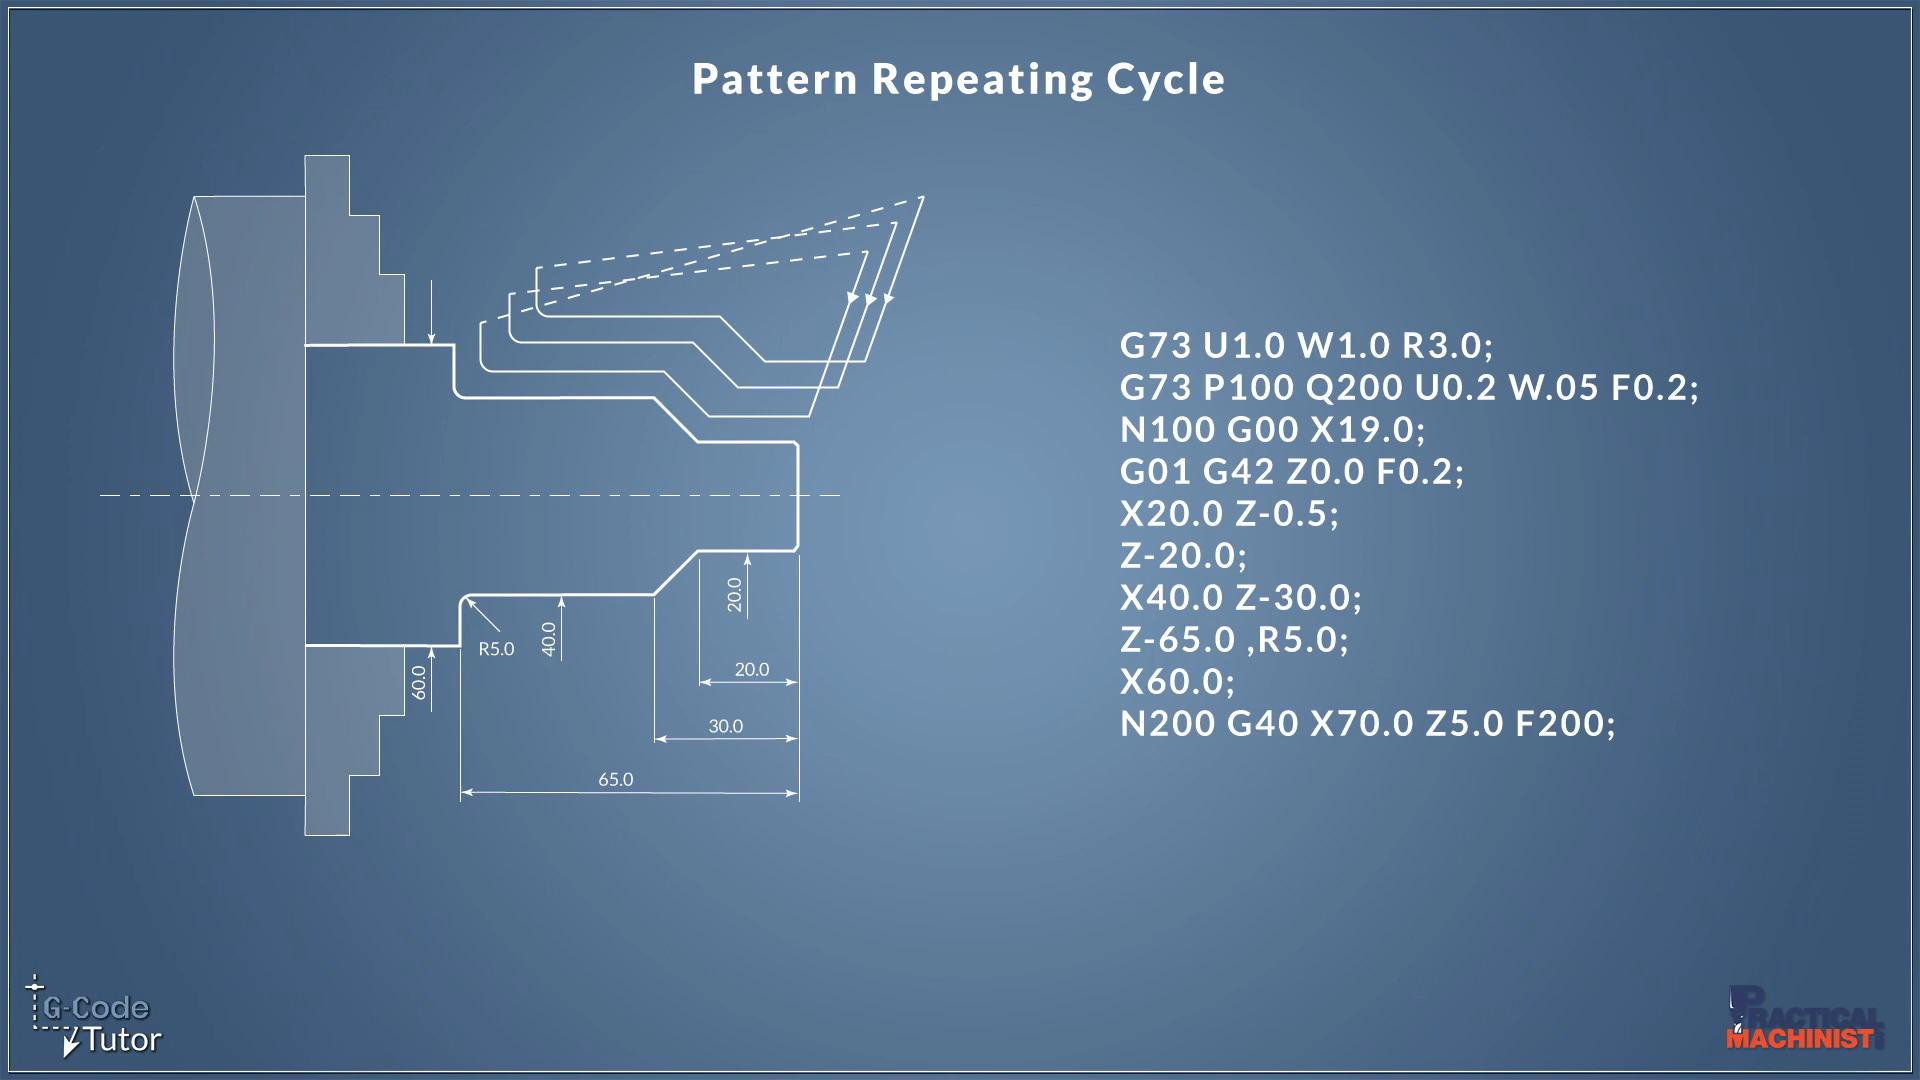 Pattern Repeating Cycle
G73 U1.0 W1.0 R3.0;
G73 P100 Q200 U0.2 W.05 F0.2;
N100 G00 X19.0;
G01 G42 Z0.0 F0.2;
X20.0 Z-0.5;
Z-20.0;
X40.0 Z-30.0;
Z-65.0 ,R5.0;
X60.0;
N200 G40 X70.0 Z5.0 F200;
20.0
40.0
R5.0
60.0
20.0
30.0
65.0
G-Code
Tutor
PRACTICAL
MACHINIST